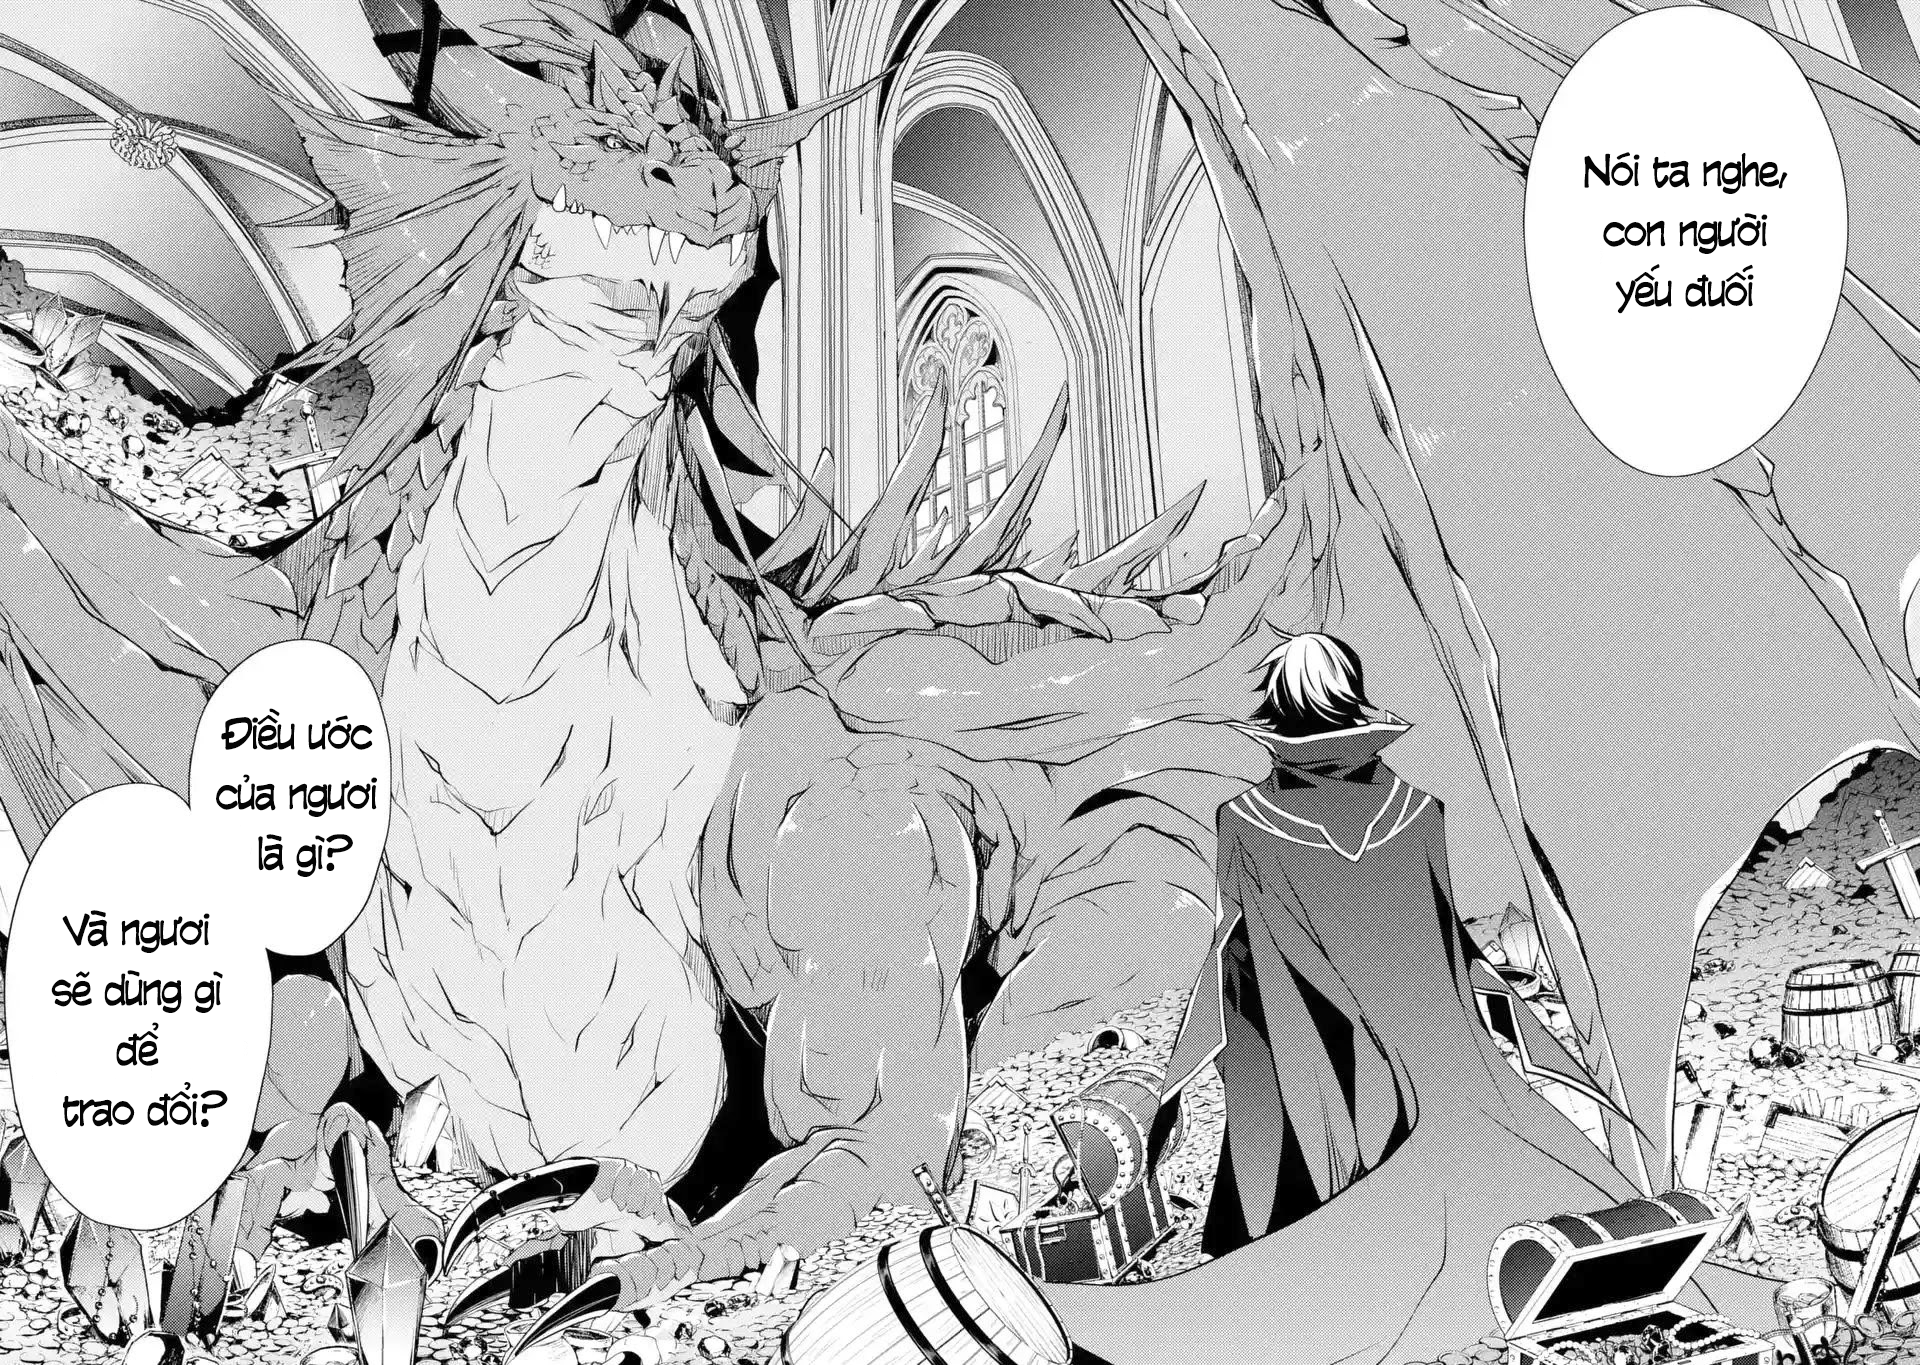 Nói ta nghe,
con người
yếu đuối
Điều ước
của ngươi
là gì?
Và ngươi
sẽ dùng gì
để
trao đổi?